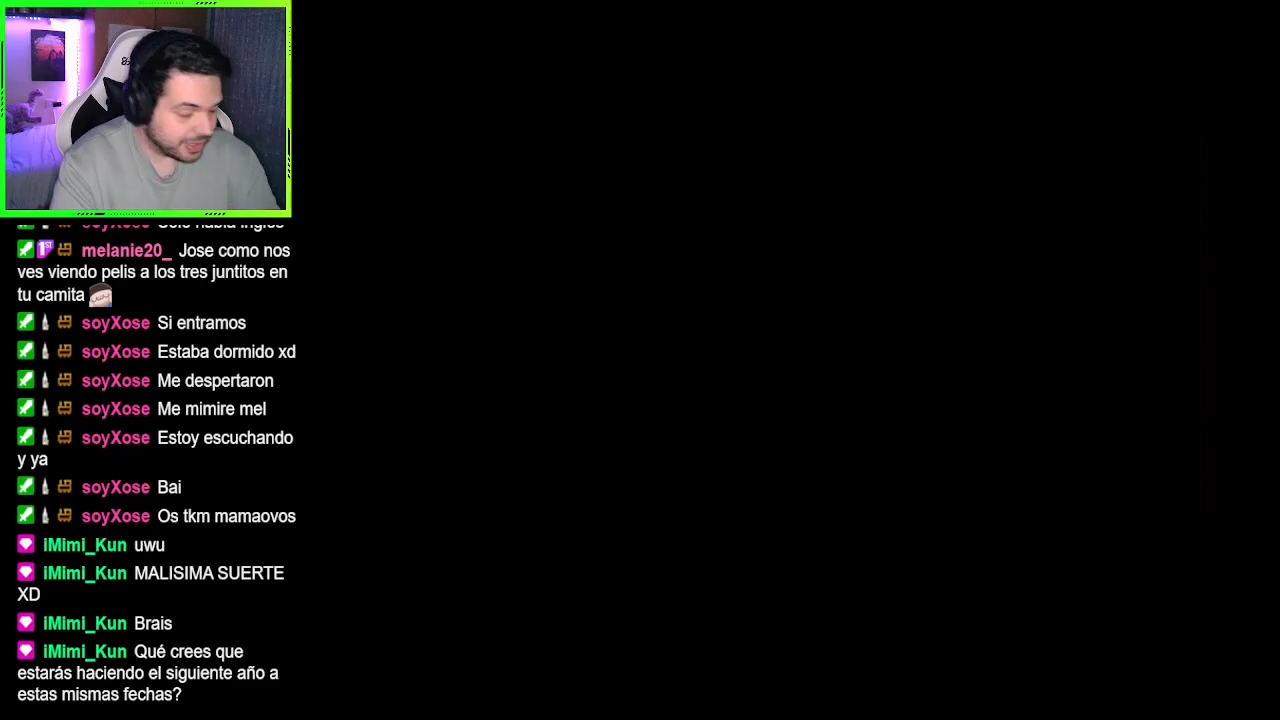 melanie20_ Jose como nos
ves viendo pelis a los tres juntitos en
tu camita
soyXose Si entramos
soyXose Estaba dormido xd
soyXose Me despertaron
soyXose Me mimire mel
soyXose Estoy escuchando
y ya
soyXose Bai
soyXose Os tkm mamaovos
iMimi_Kun uwu
iMimi_Kun MALISIMA SUERTE
XD
iMimi_Kun Brais
iMimi_Kun Qué crees que
estarás haciendo el siguiente año a
estas mismas fechas?